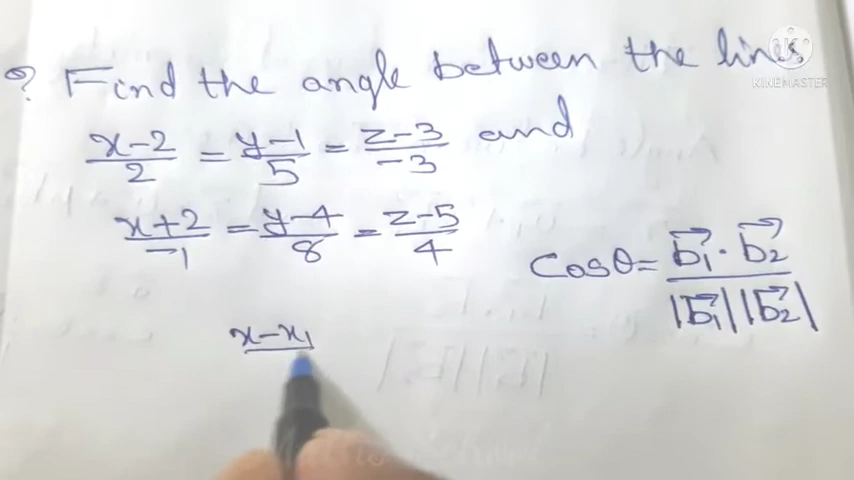 ? Find the angle between the lines
x-2/2 = y-1/5 = z-3/-3 and
x+2/-1 = y-4/8 = z-5/4
Cosθ = b₁→ · b₂→ / |b₁→| |b₂→|
x-x₁
KINEMASTER